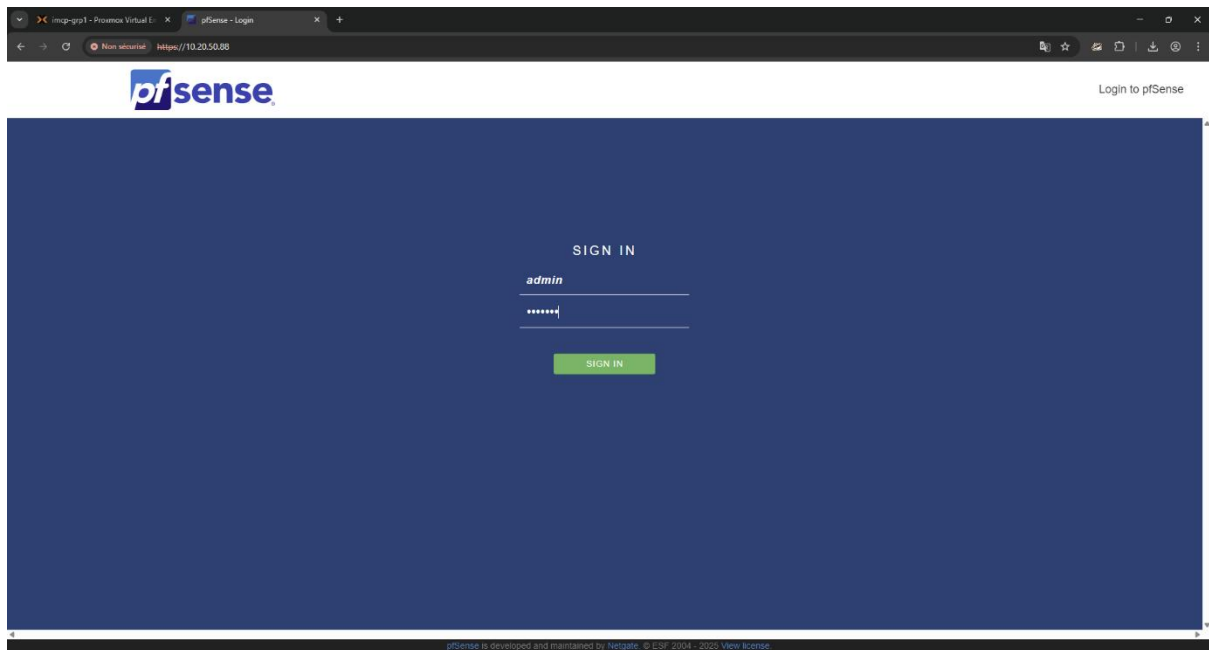 imcp-grp1 - Proxmox Virtual En
pfSense - Login
Non sécurisé https://10.20.50.88
pfsense
Login to pfSense
SIGN IN
admin
•••••••
SIGN IN
pfSense is developed and maintained by Netgate. © ESF 2004 - 2025 View license.